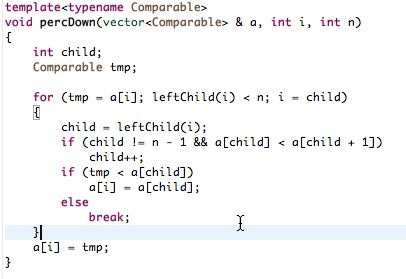 template<typename Comparable>
void percDown(vector<Comparable> & a, int i, int n)
{
    int child;
    Comparable tmp;

    for (tmp = a[i]; leftChild(i) < n; i = child)
    {
        child = leftChild(i);
        if (child != n - 1 && a[child] < a[child + 1])
            child++;
        if (tmp < a[child])
            a[i] = a[child];
        else
            break;
    }
    a[i] = tmp;
}